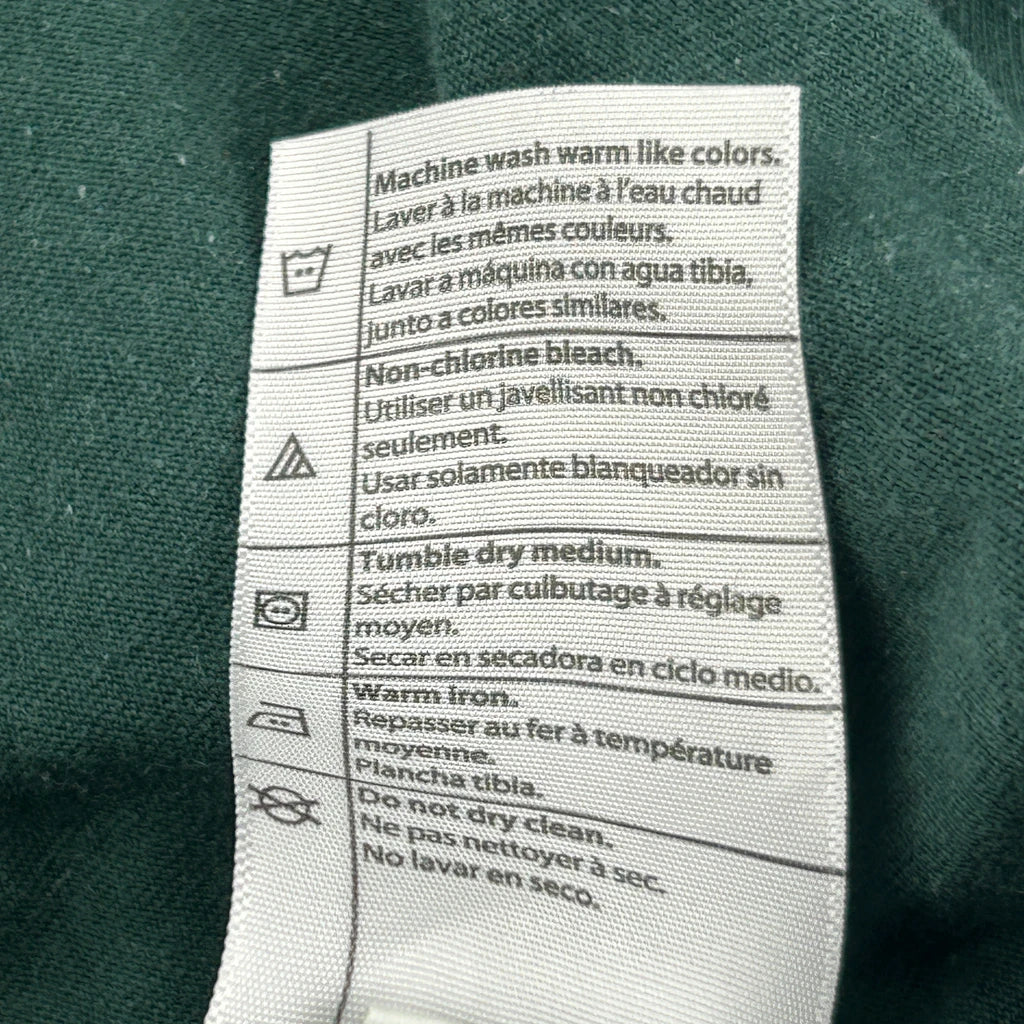 Machine wash warm like colors.
Laver à la machine à l'eau chaud
avec les mêmes couleurs.
Lavar a máquina con agua tibia,
junto a colores similares.
Non-chlorine bleach.
Utiliser un javellisant non chloré
seulement.
Usar solamente blanqueador sin
cloro.
Tumble dry medium.
Sécher par culbutage à réglage
moyen.
Secar en secadora en ciclo medio.
Warm iron.
Repasser au fer à température
moyenne.
Plancha tibia.
Do not dry clean.
Ne pas nettoyer à sec.
No lavar en seco.